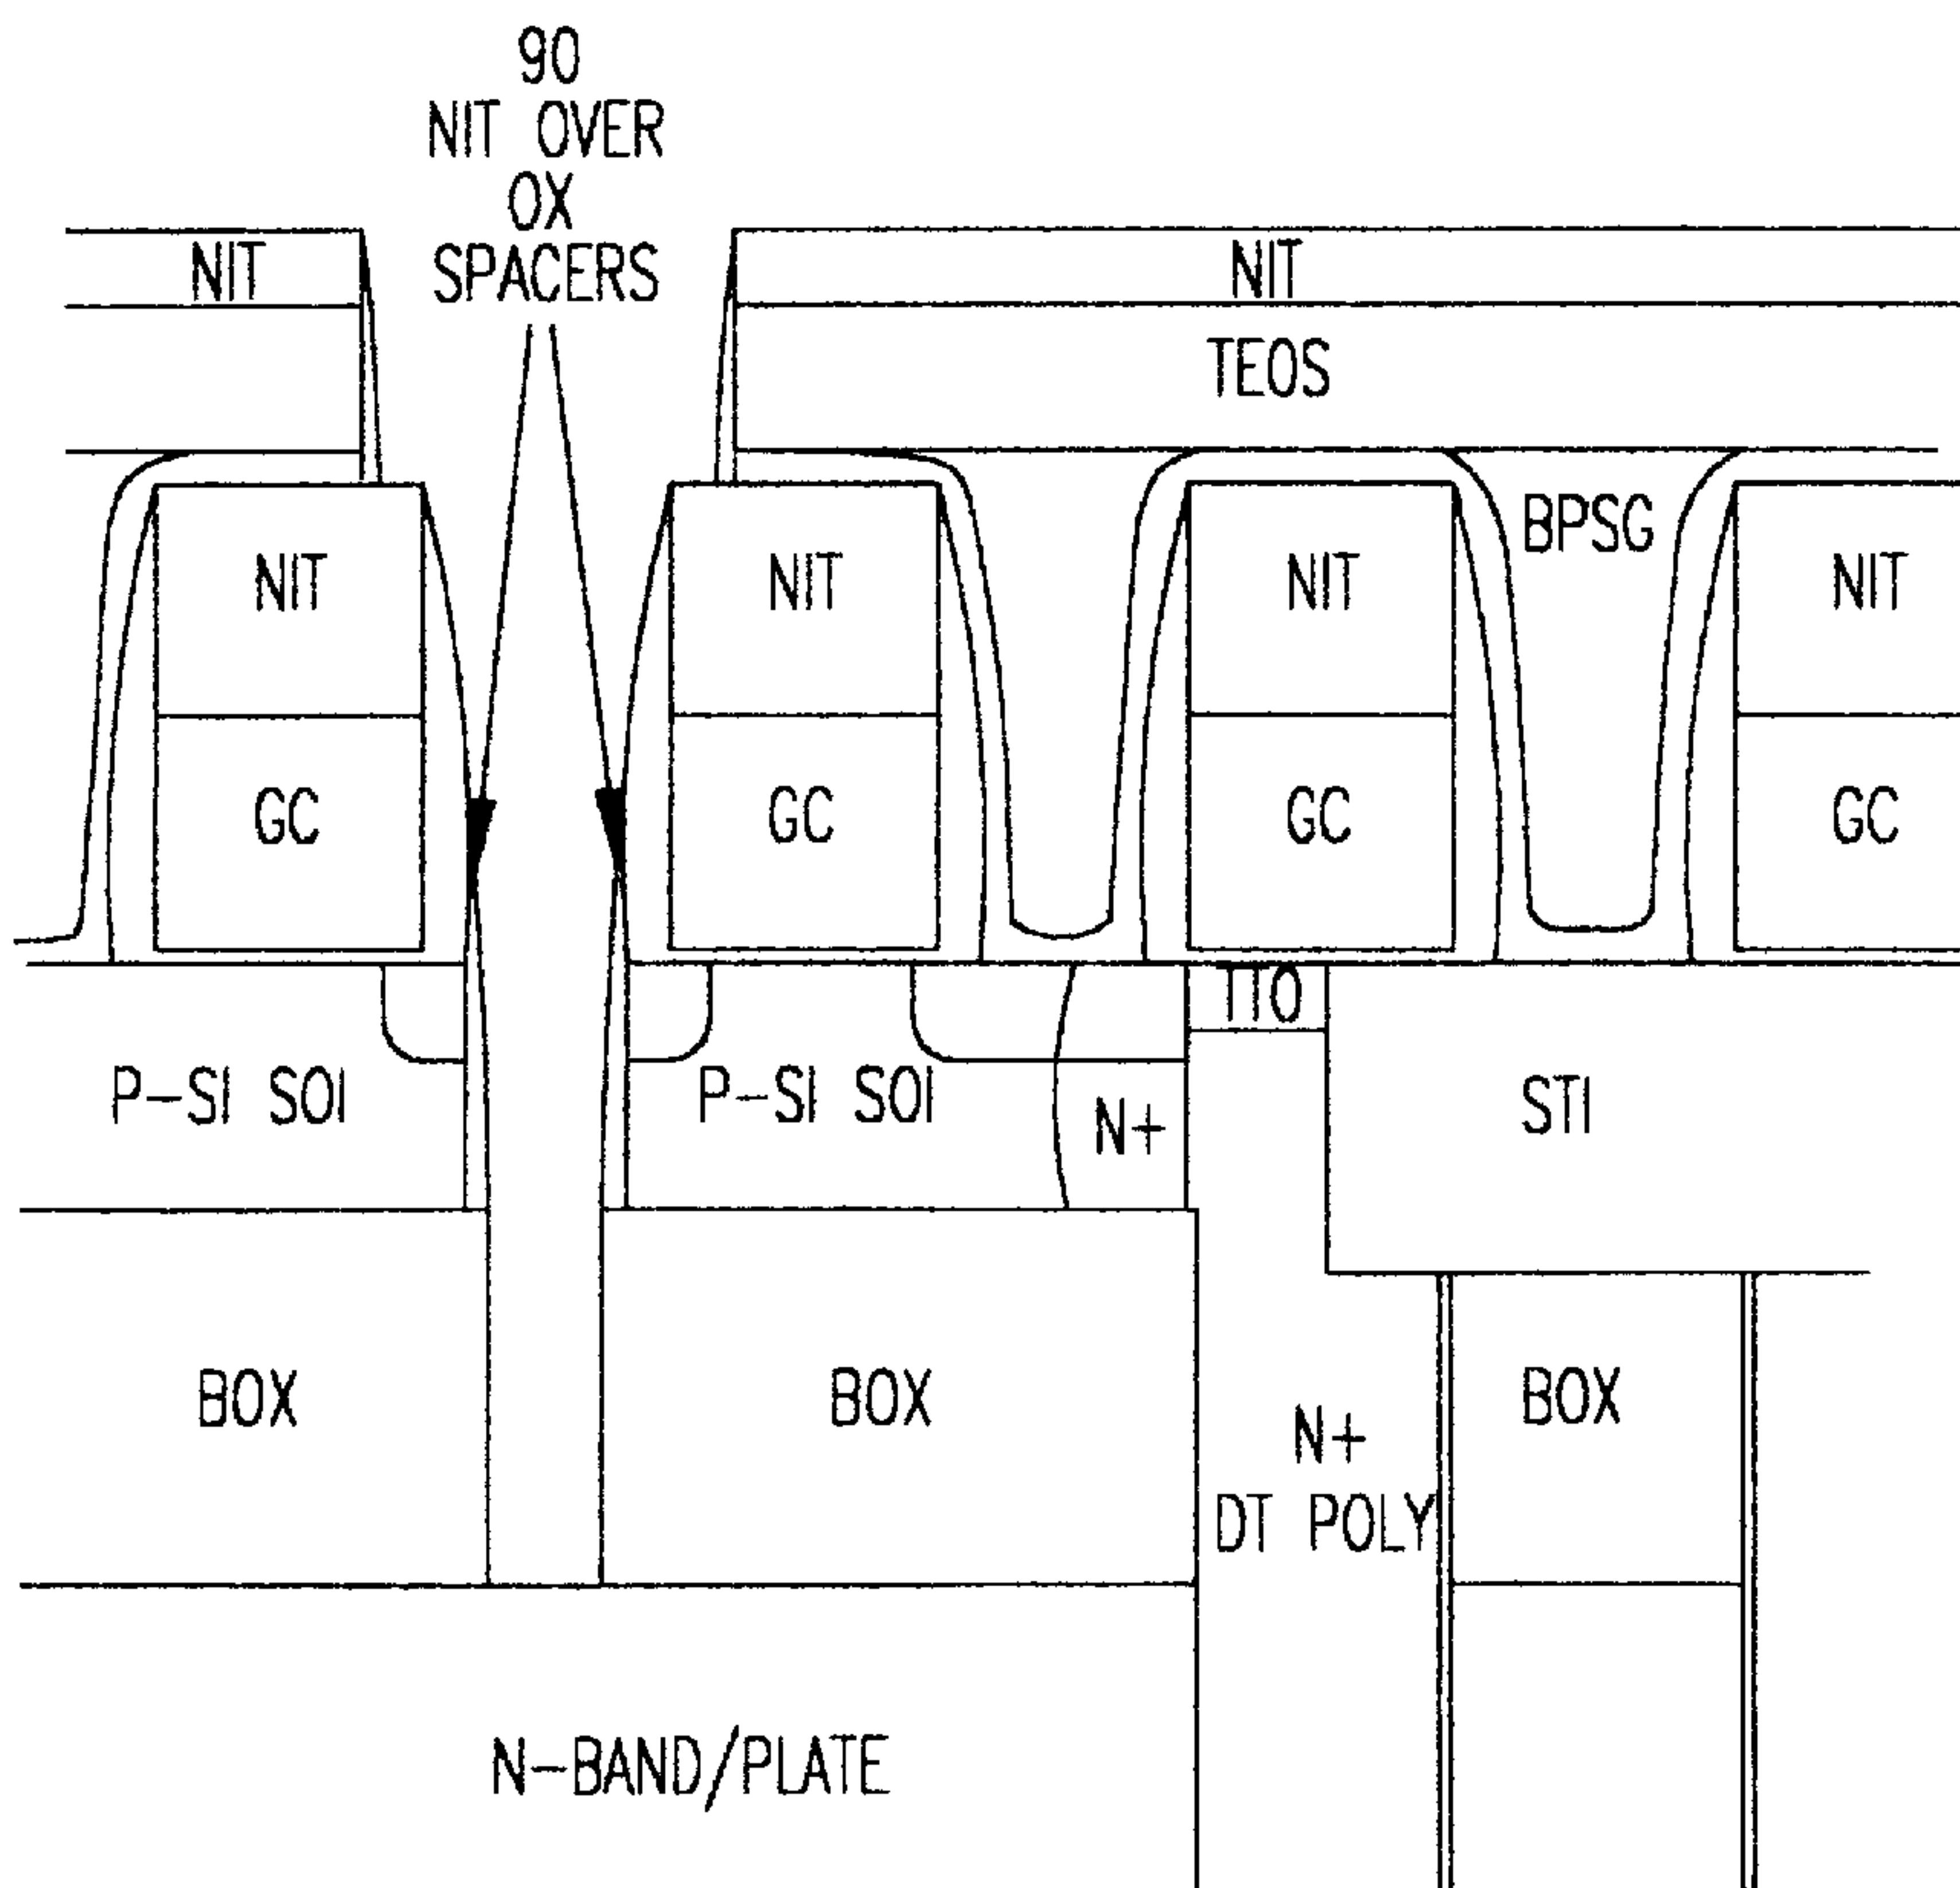 90
NIT OVER
OX
SPACERS
NIT
NIT
TEOS
BPSG
NIT
NIT
NIT
NIT
GC
GC
GC
GC
TTO
P-SI SOI
P-SI SOI
N+
STI
BOX
BOX
BOX
N+
DT POLY
N-BAND/PLATE